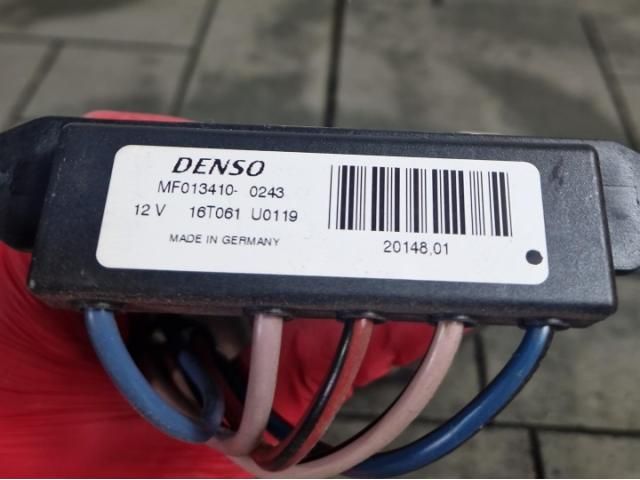 DENSO
MF013410- 0243
12 V 16T061 U0119
MADE IN GERMANY
20148,01